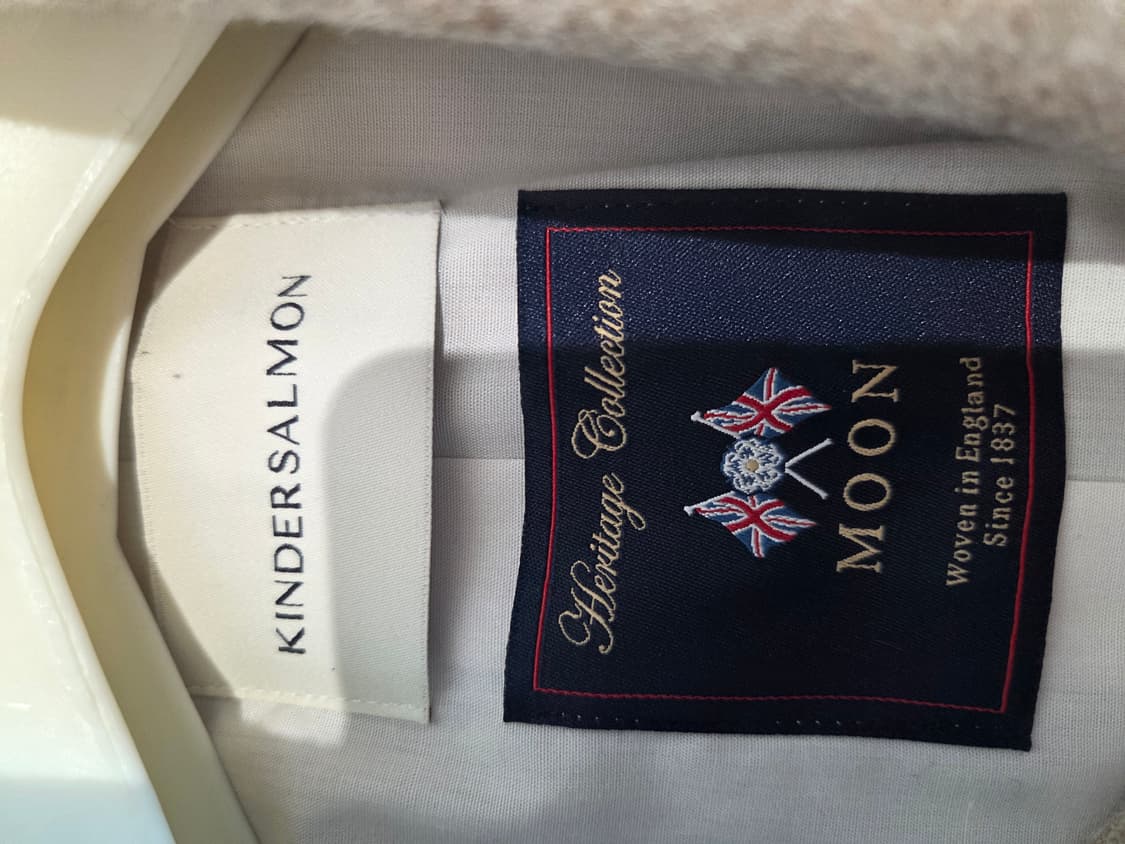 KINDERSALMON
Heritage Collection
MOON
Woven in England
Since 1837